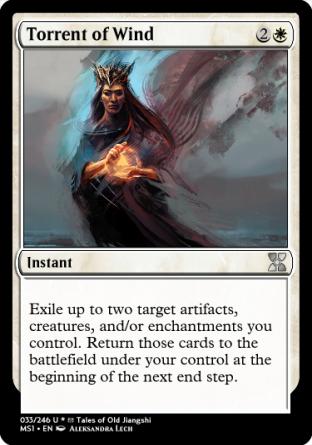 Torrent of Wind 2
Instant
Exile up to two target artifacts,
creatures, and/or enchantments you
control. Return those cards to the
battlefield under your control at the
beginning of the next end step.
033/246 U * Tales of Old Jiangshi
MS1 • EN Aleksandra Lech